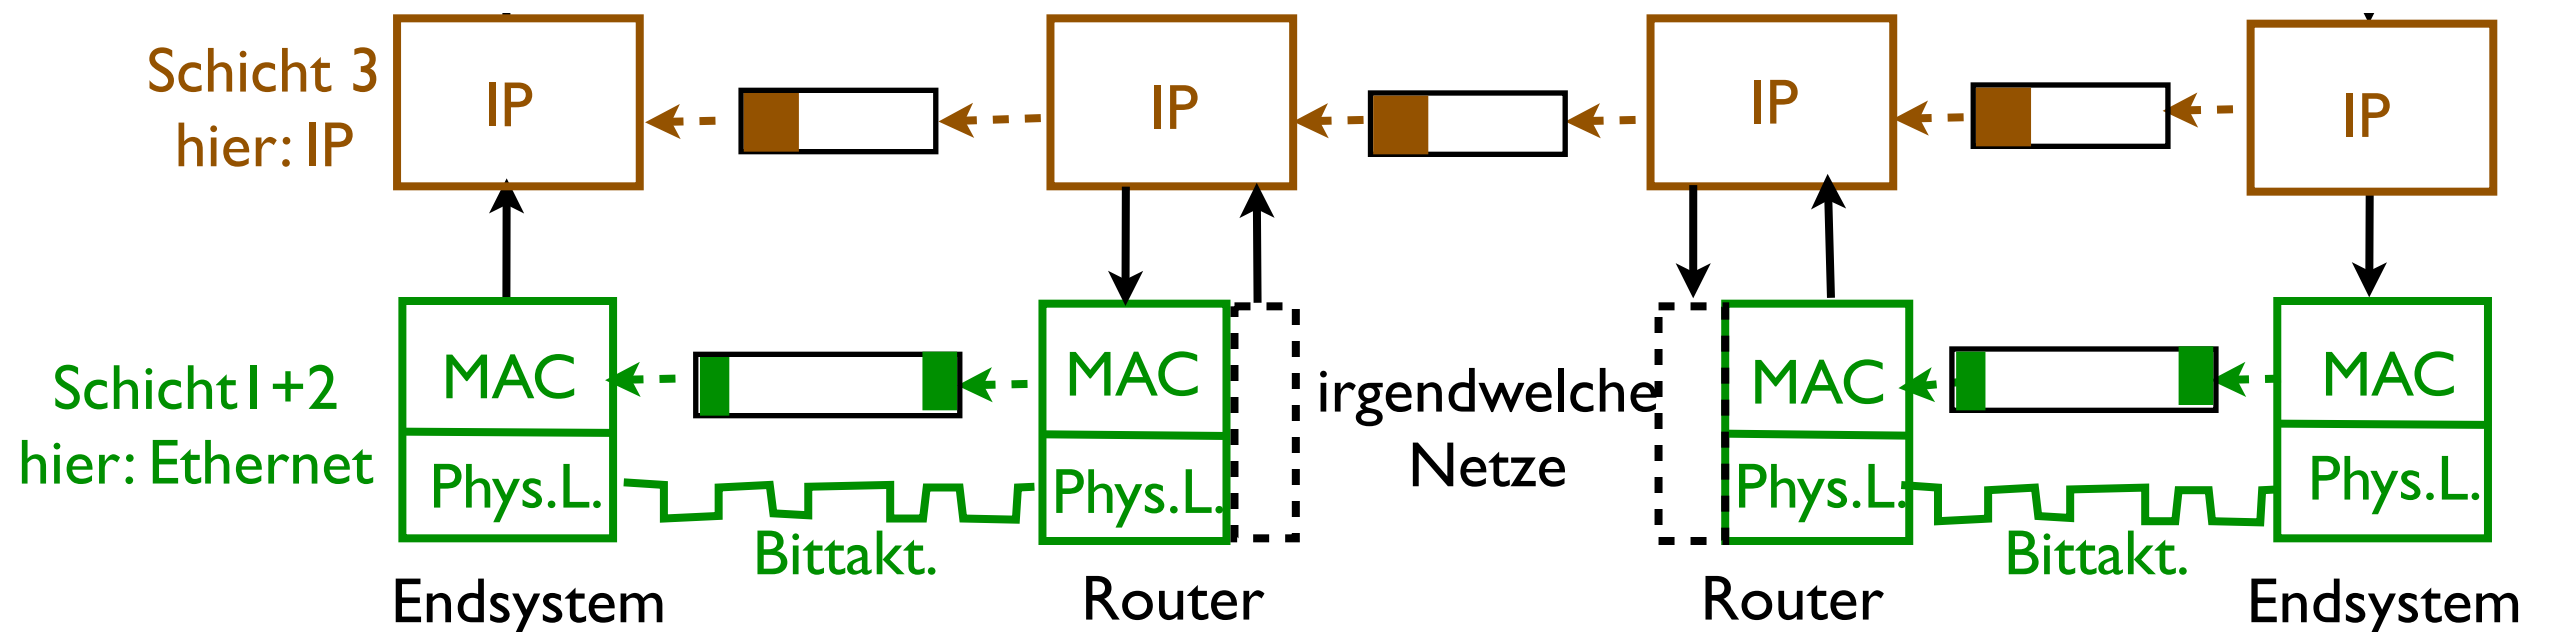 Schicht 3
hier: IP
IP
IP
IP
IP
Schicht1+2
hier: Ethernet
MAC
Phys.L.
Bittakt.
MAC
Phys.L.
irgendwelche
Netze
MAC
Phys.L.
Bittakt.
MAC
Phys.L.
Endsystem
Router
Router
Endsystem